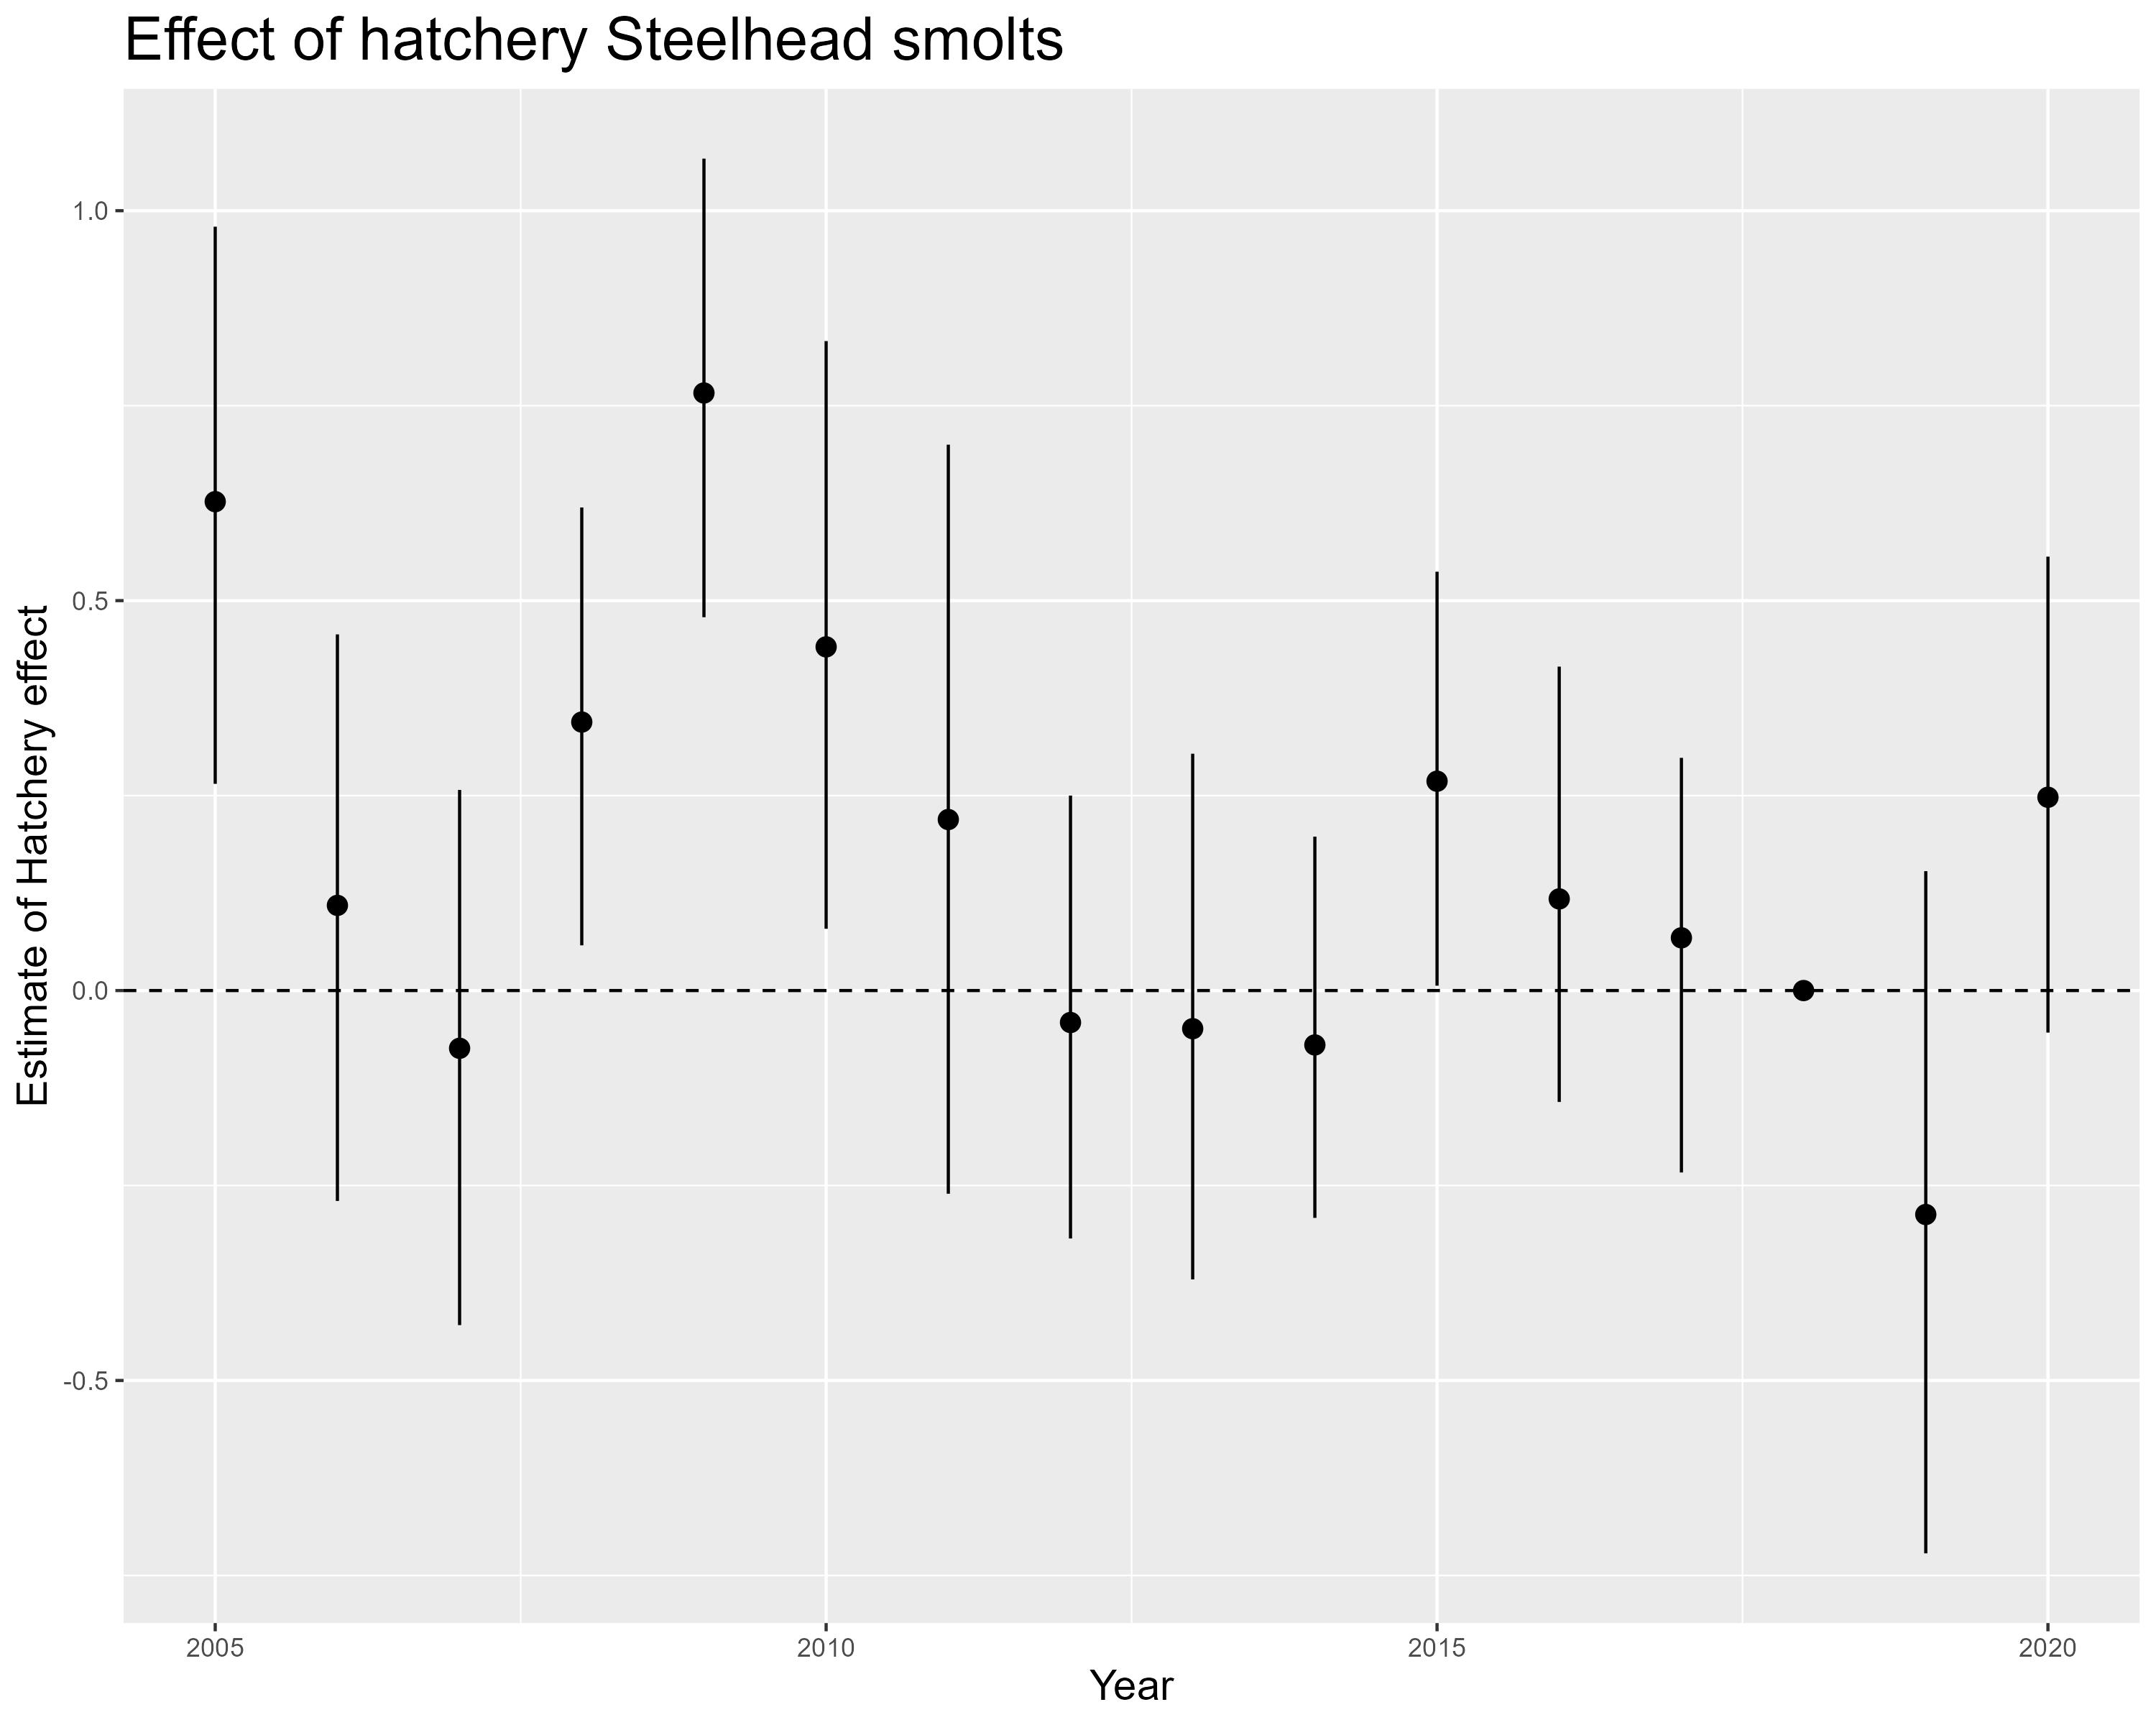 Effect of hatchery Steelhead smolts
Estimate of Hatchery effect
1.0
0.5
0.0
-0.5
2005 2010 2015 2020
Year